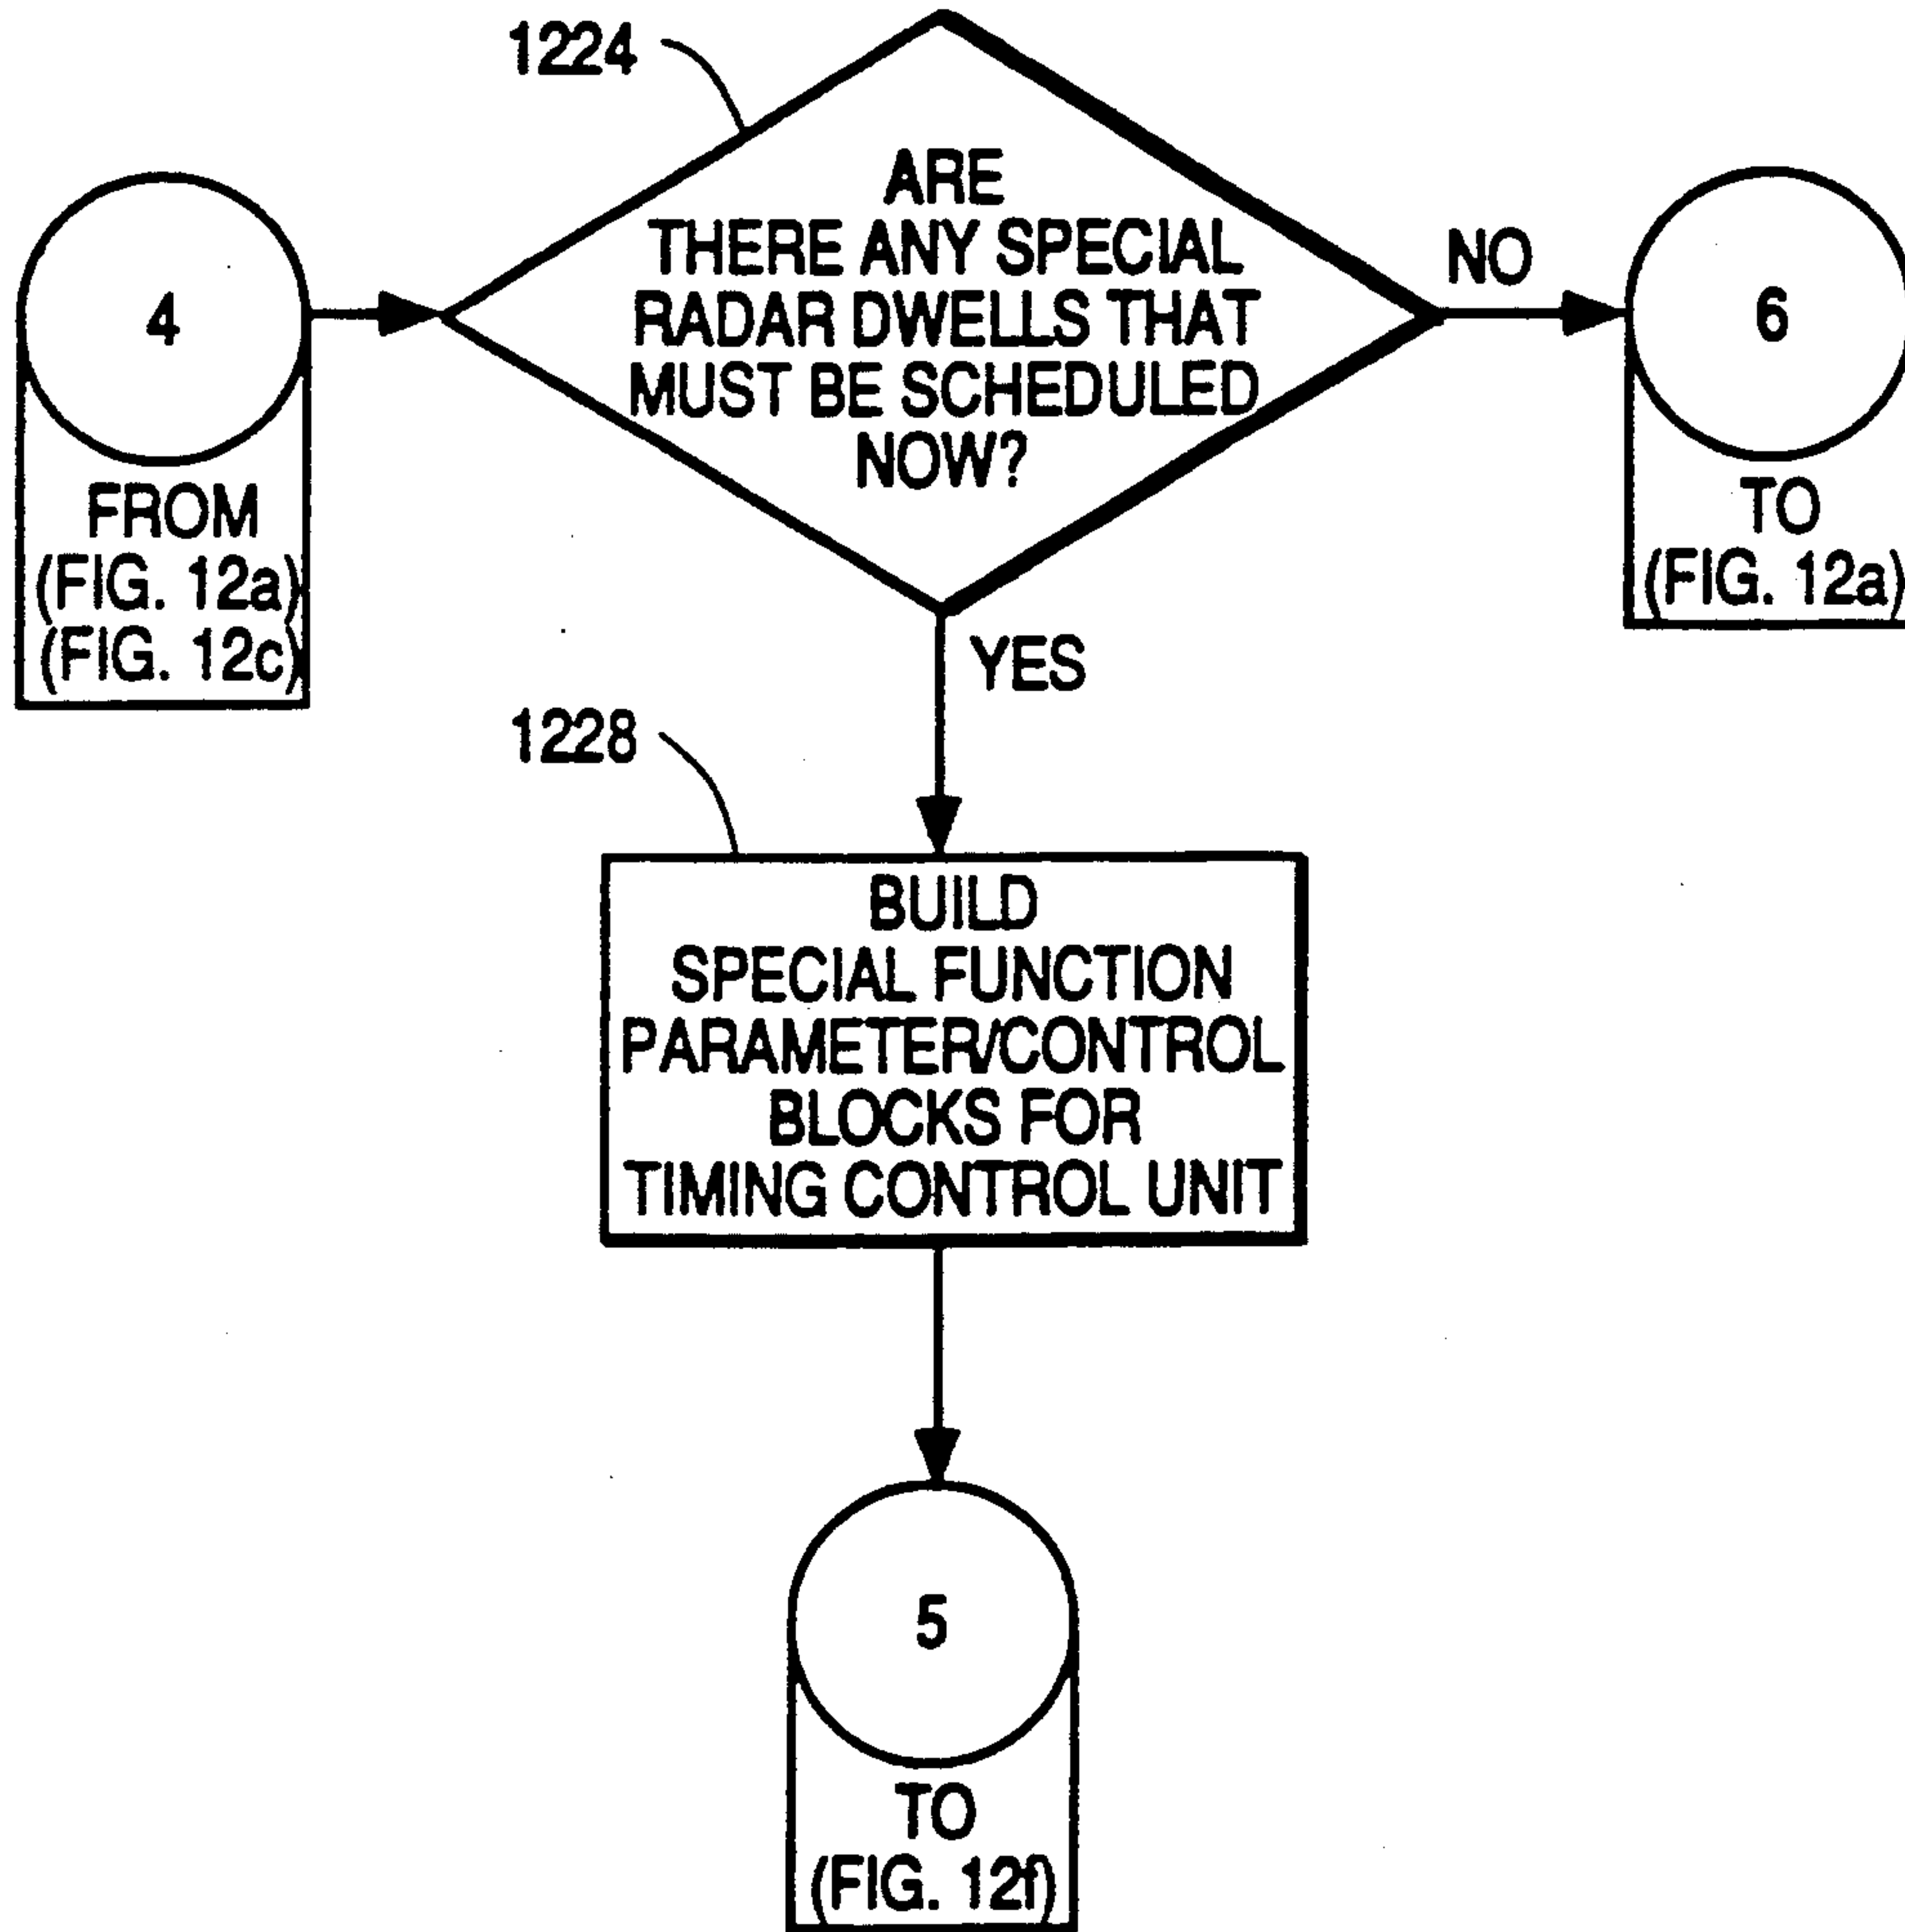 1224
ARE
THERE ANY SPECIAL
RADAR DWELLS THAT
MUST BE SCHEDULED
NOW?
4
FROM
(FIG. 12a)
(FIG. 12c)
NO
6
TO
(FIG. 12a)
YES
1228
BUILD
SPECIAL FUNCTION
PARAMETER/CONTROL
BLOCKS FOR
TIMING CONTROL UNIT
5
TO
(FIG. 12f)